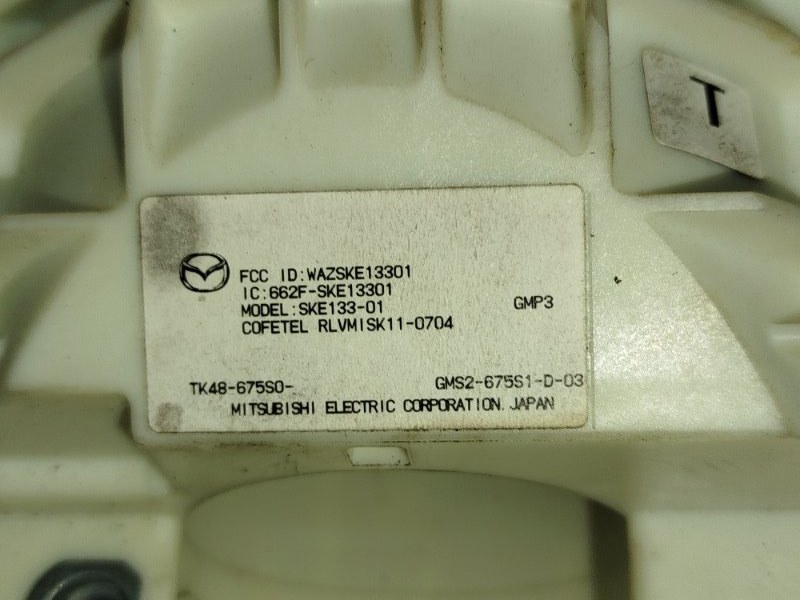 T
FCC ID:WAZSKE13301
IC:662F-SKE13301
MODEL:SKE133-01 GMP3
COFETEL RLVMISK11-0704
TK48-675S0- GMS2-675S1-D-03
MITSUBISHI ELECTRIC CORPORATION. JAPAN